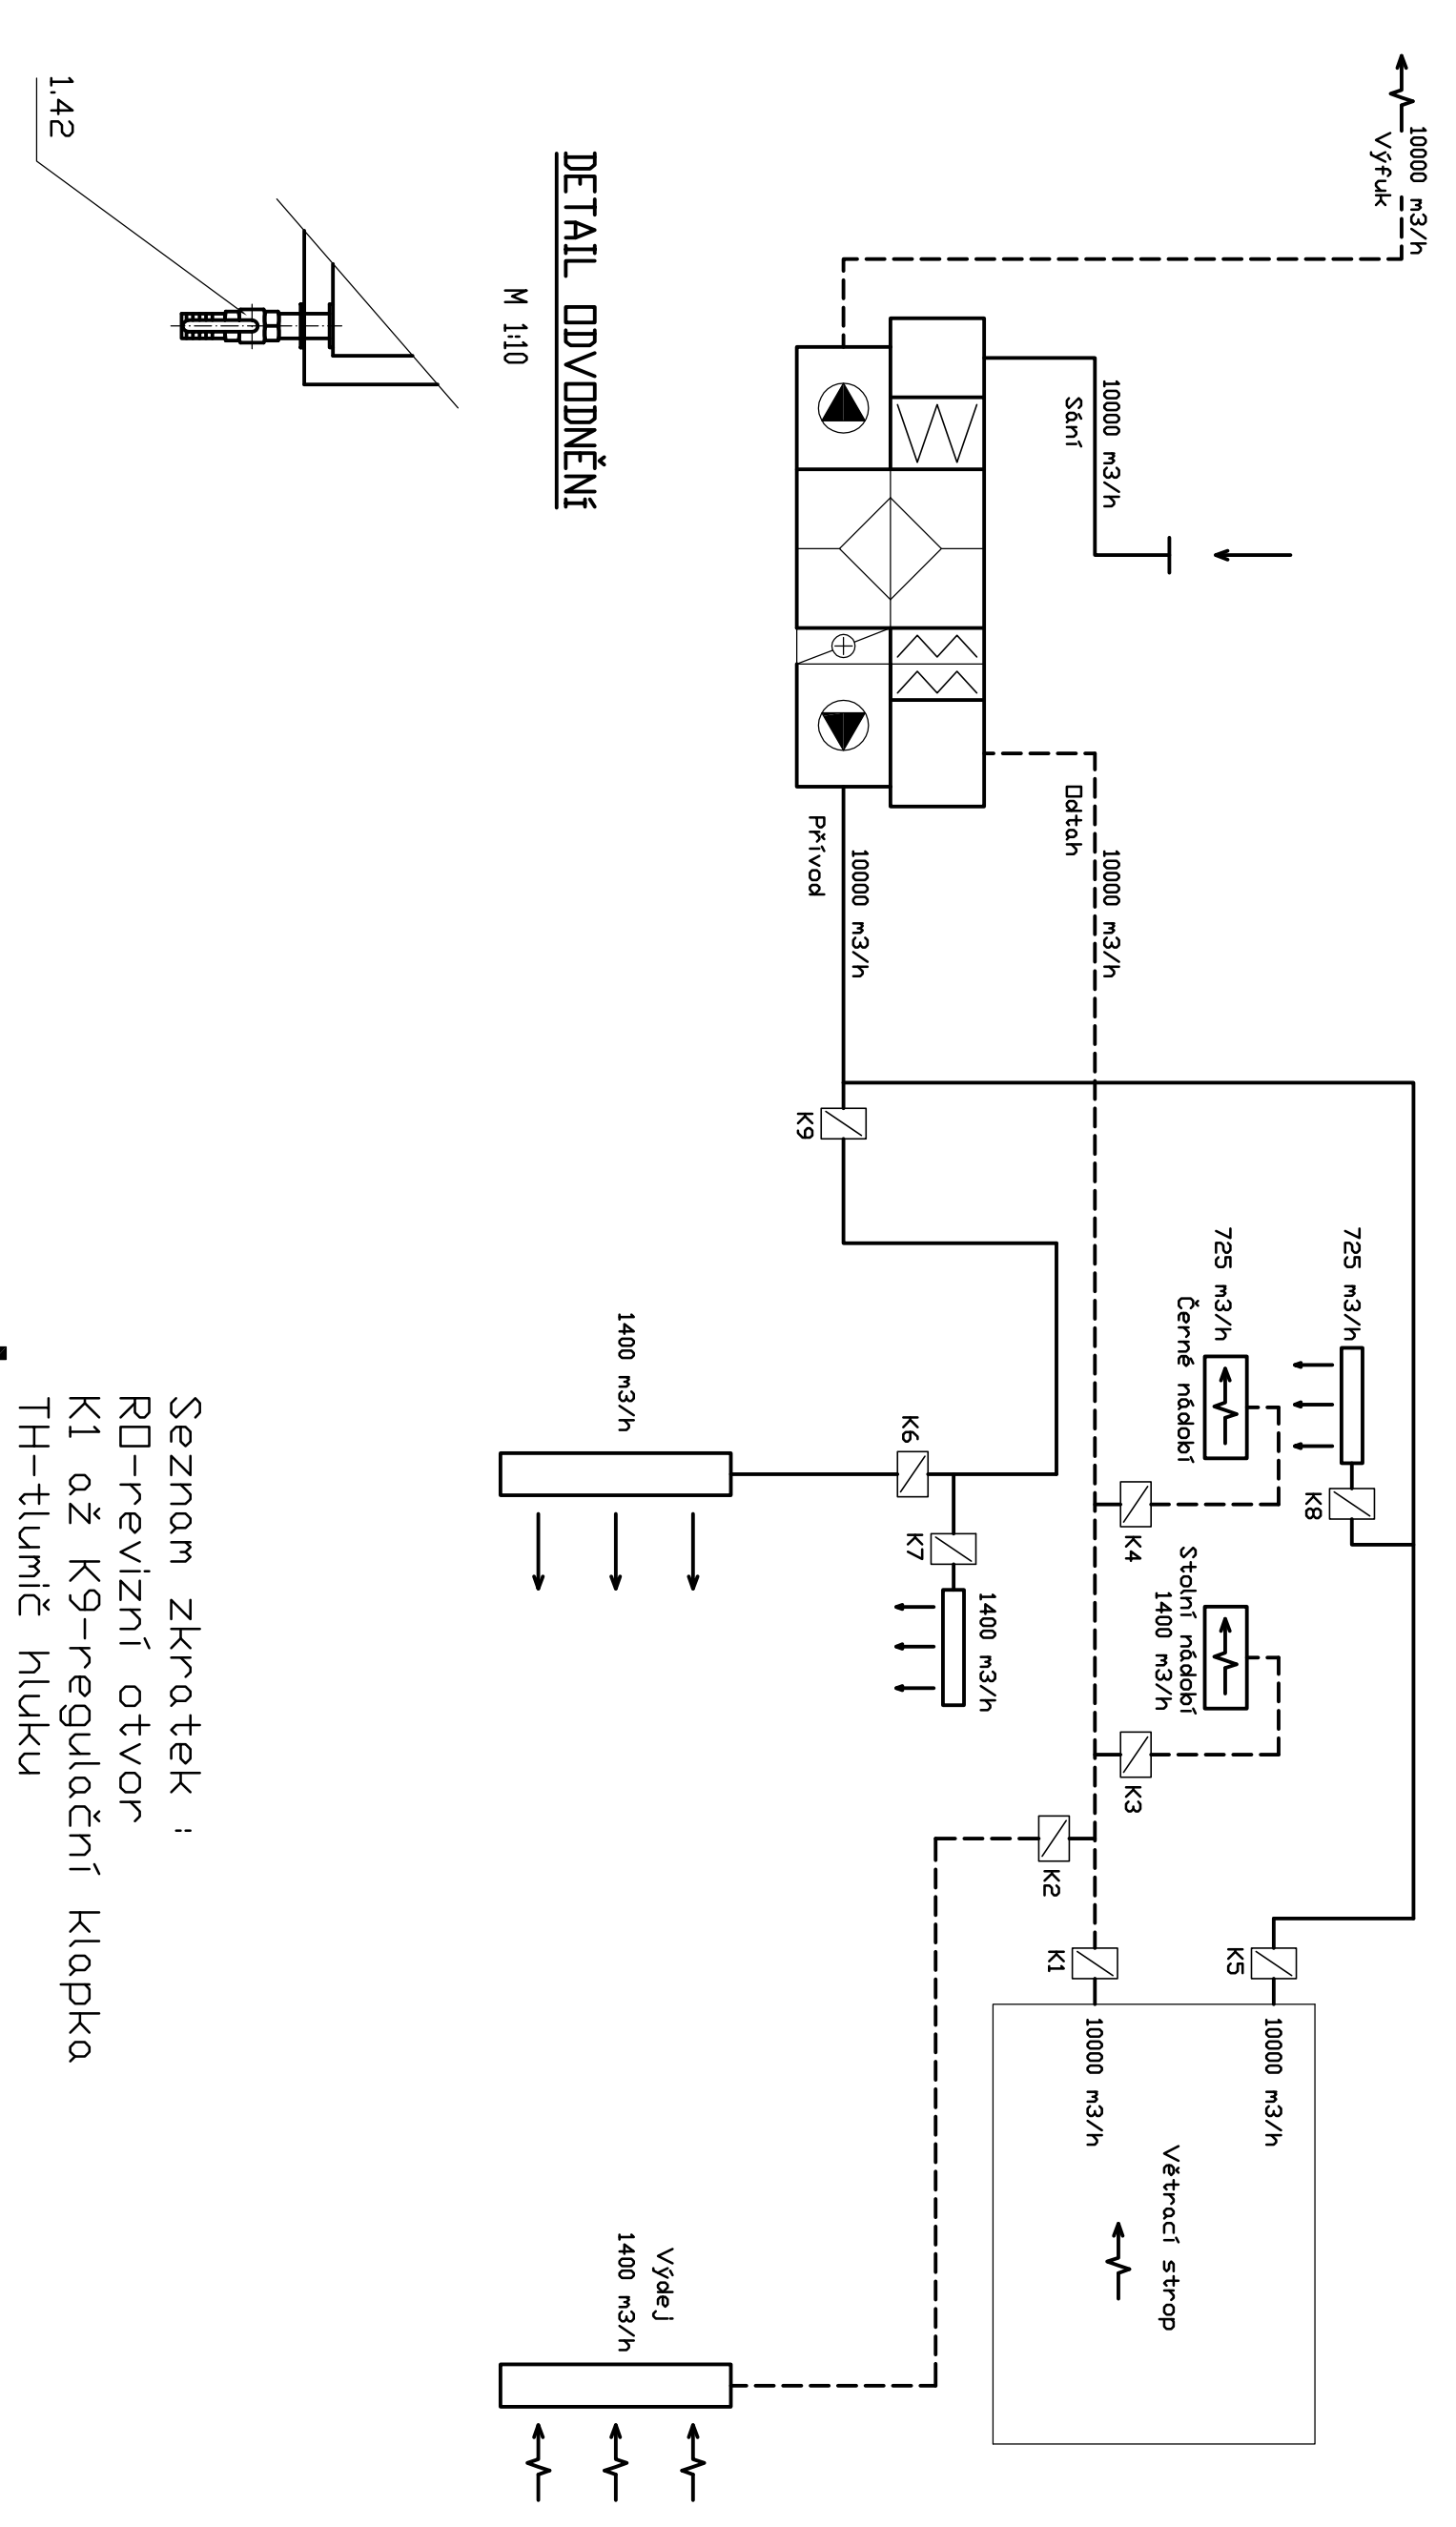 10000 m3/h
Výfuk
10000 m3/h
Sání
Odtah
10000 m3/h
Přívod
10000 m3/h
K9
725 m3/h
K8
725 m3/h
Černé nádobí
K4
Stolní nádobí
1400 m3/h
K3
K2
K1
K5
10000 m3/h
10000 m3/h
Větrací strop
K6
K7
1400 m3/h
1400 m3/h
Výdej
1400 m3/h
DETAIL ODVODNĚNÍ
M 1:10
1.42
Seznam zkratek :
RO-revizní otvor
K1 až K9-regulační klapka
TH-tlumič hluku